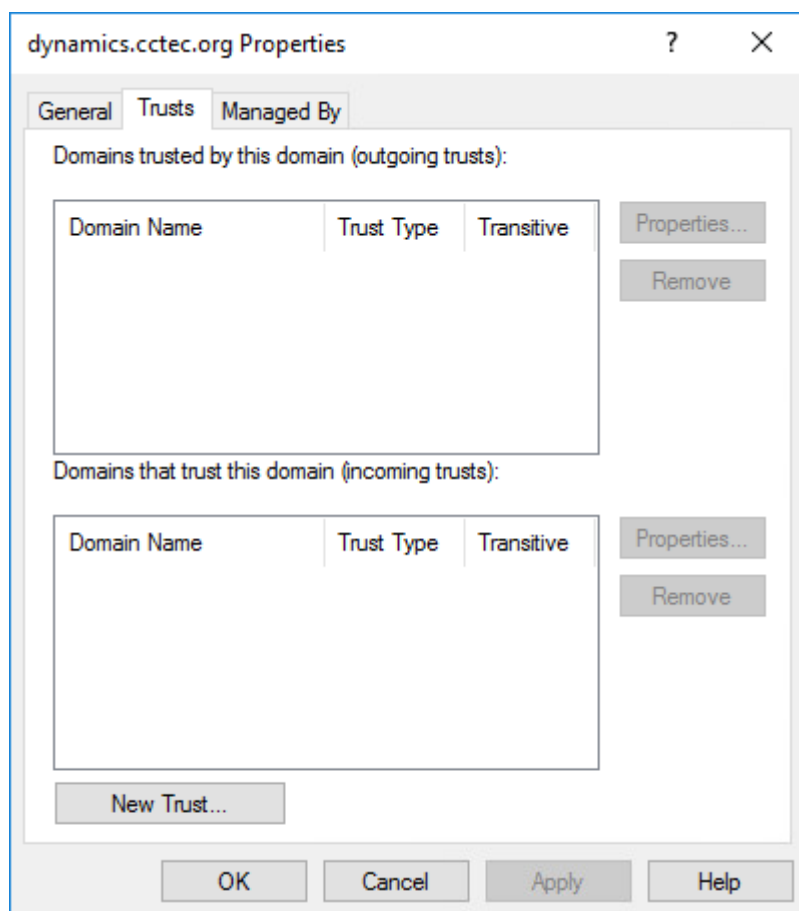 dynamics.cctec.org Properties ?
General Trusts Managed By
Domains trusted by this domain (outgoing trusts):
Domain Name Trust Type Transitive
Properties...
Remove
Domains that trust this domain (incoming trusts):
Domain Name Trust Type Transitive
Properties...
Remove
New Trust...
OK Cancel Apply Help